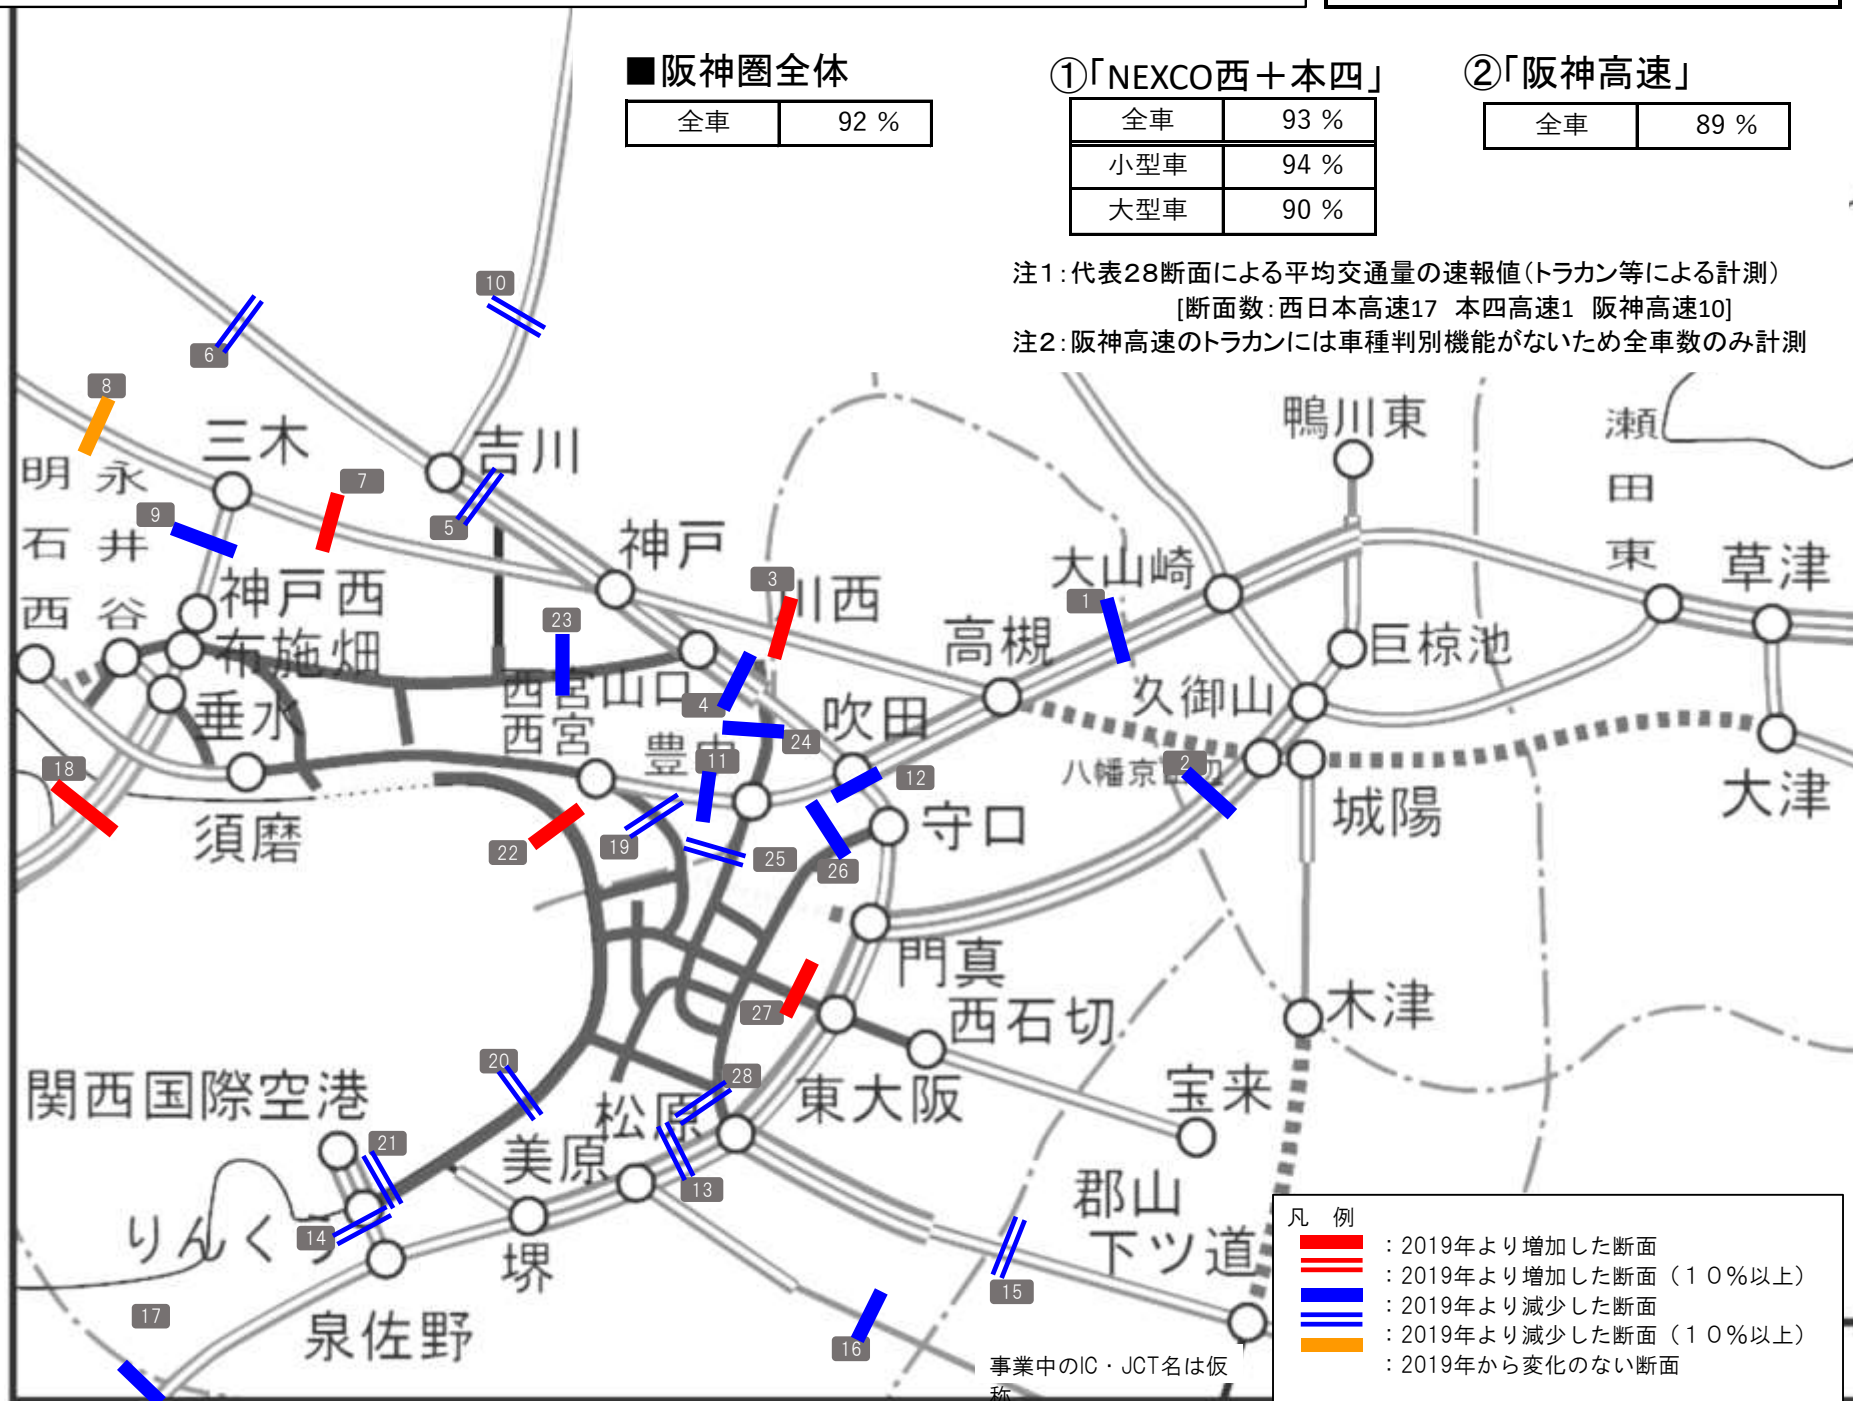 ■阪神圏全体
全車 92 %
①「NEXCO西＋本四」
全車 93 %
小型車 94 %
大型車 90 %
②「阪神高速」
全車 89 %
注1：代表28断面による平均交通量の速報値（トラカン等による計測）
[断面数：西日本高速17 本四高速1 阪神高速10]
注2：阪神高速のトラカンには車種判別機能がないため全車数のみ計測
10
6
8
三木
吉川
鴨川東
瀬田東
明石西
永井谷
7
9
5
神戸
3
川西
大山崎
1
草津
神戸西
布施畑
23
高槻
巨椋池
西宮山口
西宮
4
久御山
垂水
吹田
24
豊中
11
12
八幡京田辺
2
18
大津
須磨
22
19
25
26
守口
城陽
門真
27
西石切
木津
20
28
関西国際空港
松原
東大阪
宝来
21
美原
13
郡山
下ツ道
14
りんくう
堺
15
17
泉佐野
16
事業中のIC・JCT名は仮
称
凡 例
：2019年より増加した断面
：2019年より増加した断面（１０％以上）
：2019年より減少した断面
：2019年より減少した断面（１０％以上）
：2019年から変化のない断面